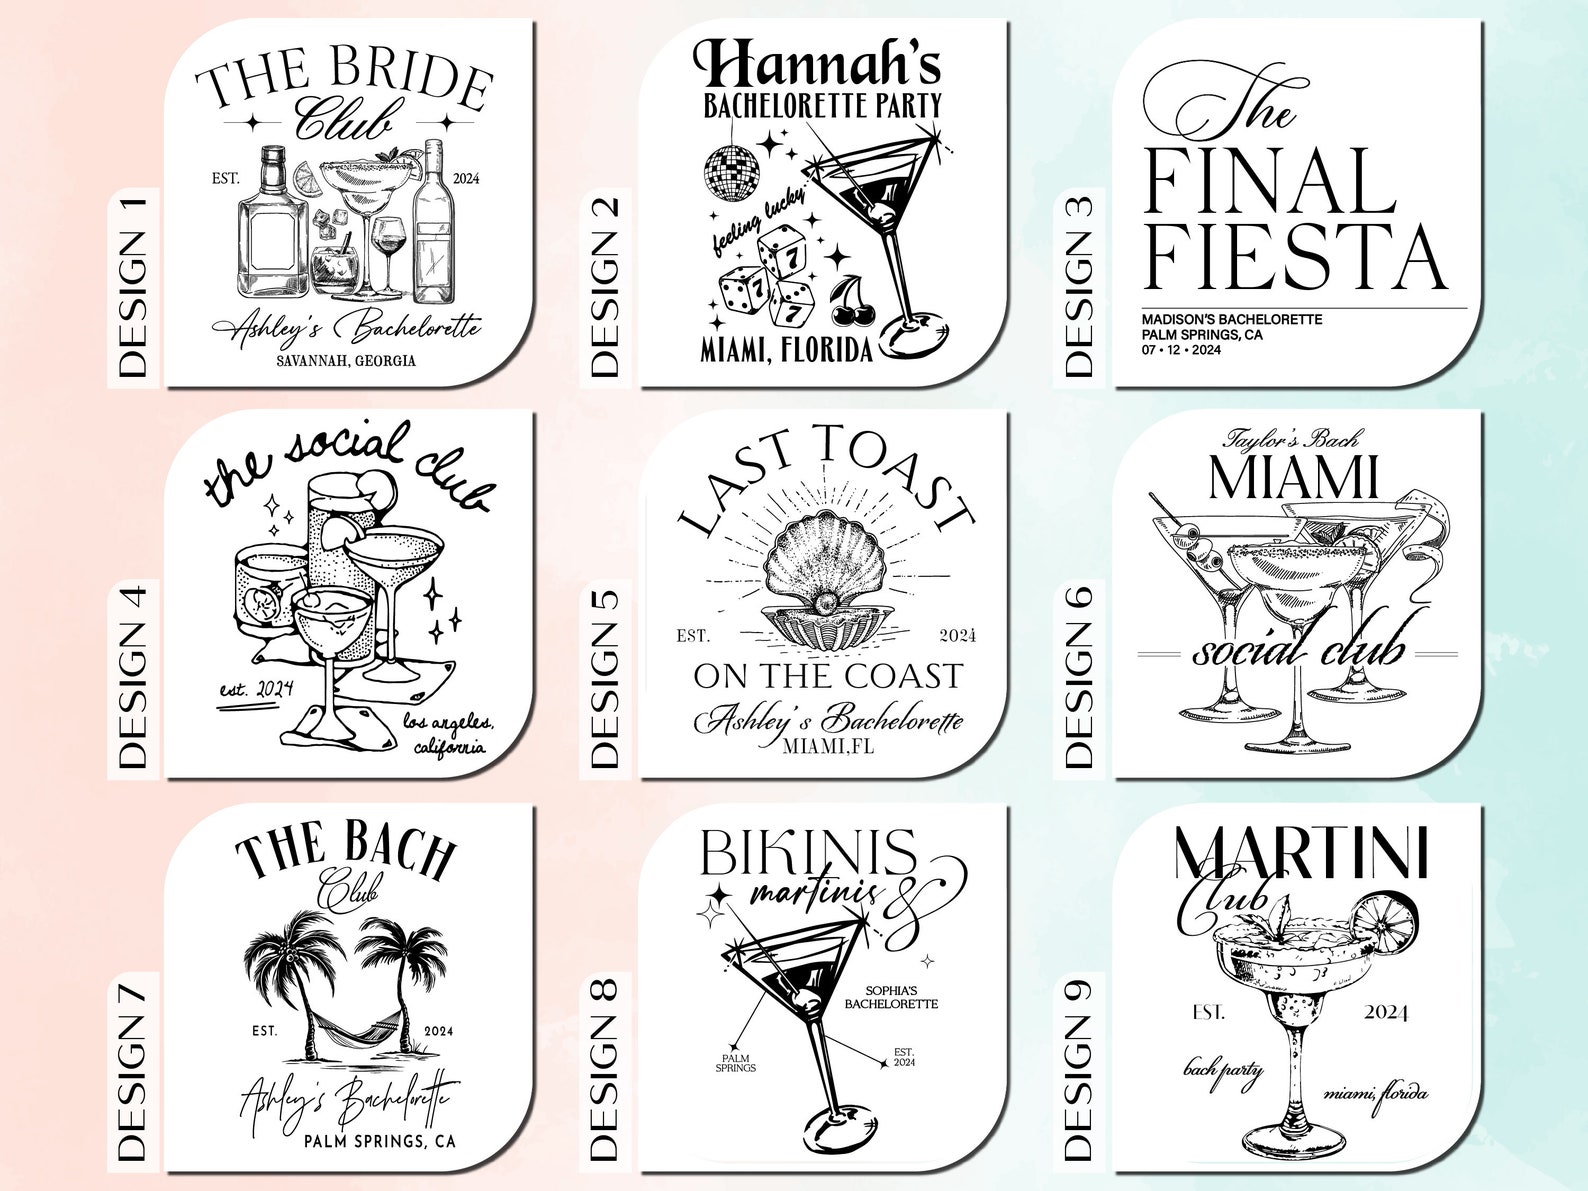 DESIGN 1
THE BRIDE
Club
EST.
2024
Ashley's Bachelorette
SAVANNAH, GEORGIA
DESIGN 2
Hannah's
BACHELORETTE PARTY
feeling lucky
7
7
7
MIAMI, FLORIDA
DESIGN 3
The
FINAL
FIESTA
MADISON'S BACHELORETTE
PALM SPRINGS, CA
07 • 12 • 2024
DESIGN 4
the social club
est. 2024
los angeles,
california
DESIGN 5
LAST TOAST
EST.
2024
ON THE COAST
Ashley's Bachelorette
MIAMI,FL
DESIGN 6
Taylor's Bach
MIAMI
social club
DESIGN 7
THE BACH
Club
EST.
2024
Ashley's Bachelorette
PALM SPRINGS, CA
DESIGN 8
BIKINIS
martinis &
SOPHIA'S
BACHELORETTE
PALM
SPRINGS
EST.
2024
DESIGN 9
MARTINI
Club
EST.
2024
bach party
miami, florida